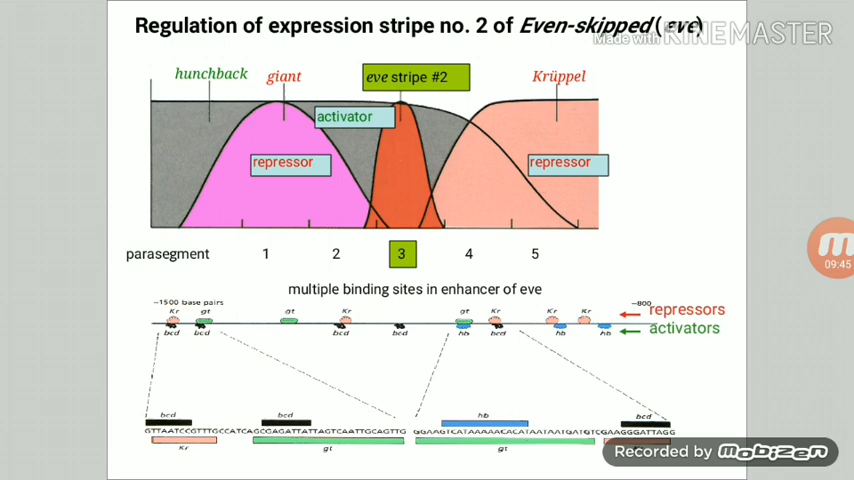 Regulation of expression stripe no. 2 of Even-skipped (eve)
Made with KINEMASTER
hunchback
giant
eve stripe #2
Krüppel
activator
repressor
repressor
parasegment 1 2 3 4 5
09:45
multiple binding sites in enhancer of eve
−1500 base pairs
−800
Kr gt gt Kr gt Kr Kr Kr
repressors
bcd bcd bcd bcd hb bcd hb hb
activators
bcd bcd hb bcd
GTTAATCCGTTTGCCATCAGCGAGATTATTAGTCAATTGCAGTTG GGAAGTCATAAAAACACATAATAATGATGTCGAAGGGATTAGG
Kr gt gt
Recorded by mobizen